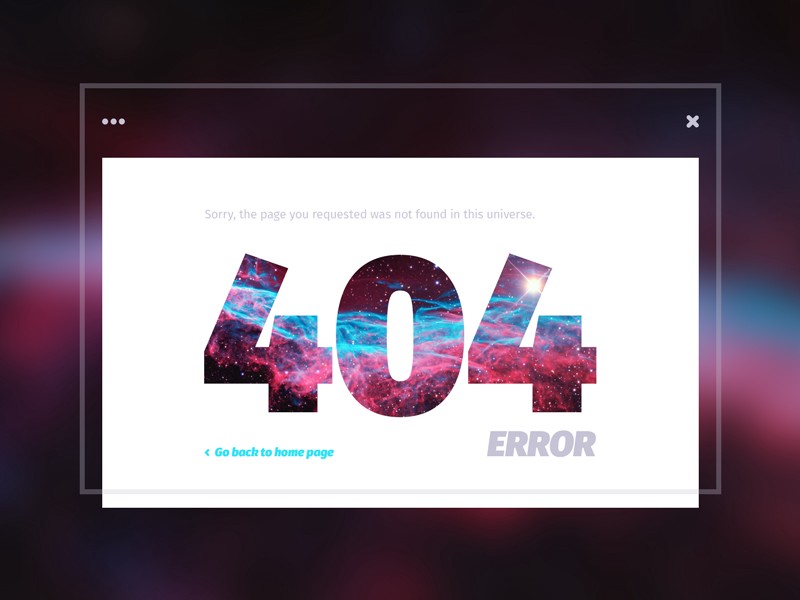 Sorry, the page you requested was not found in this universe.
404
ERROR
‹ Go back to home page